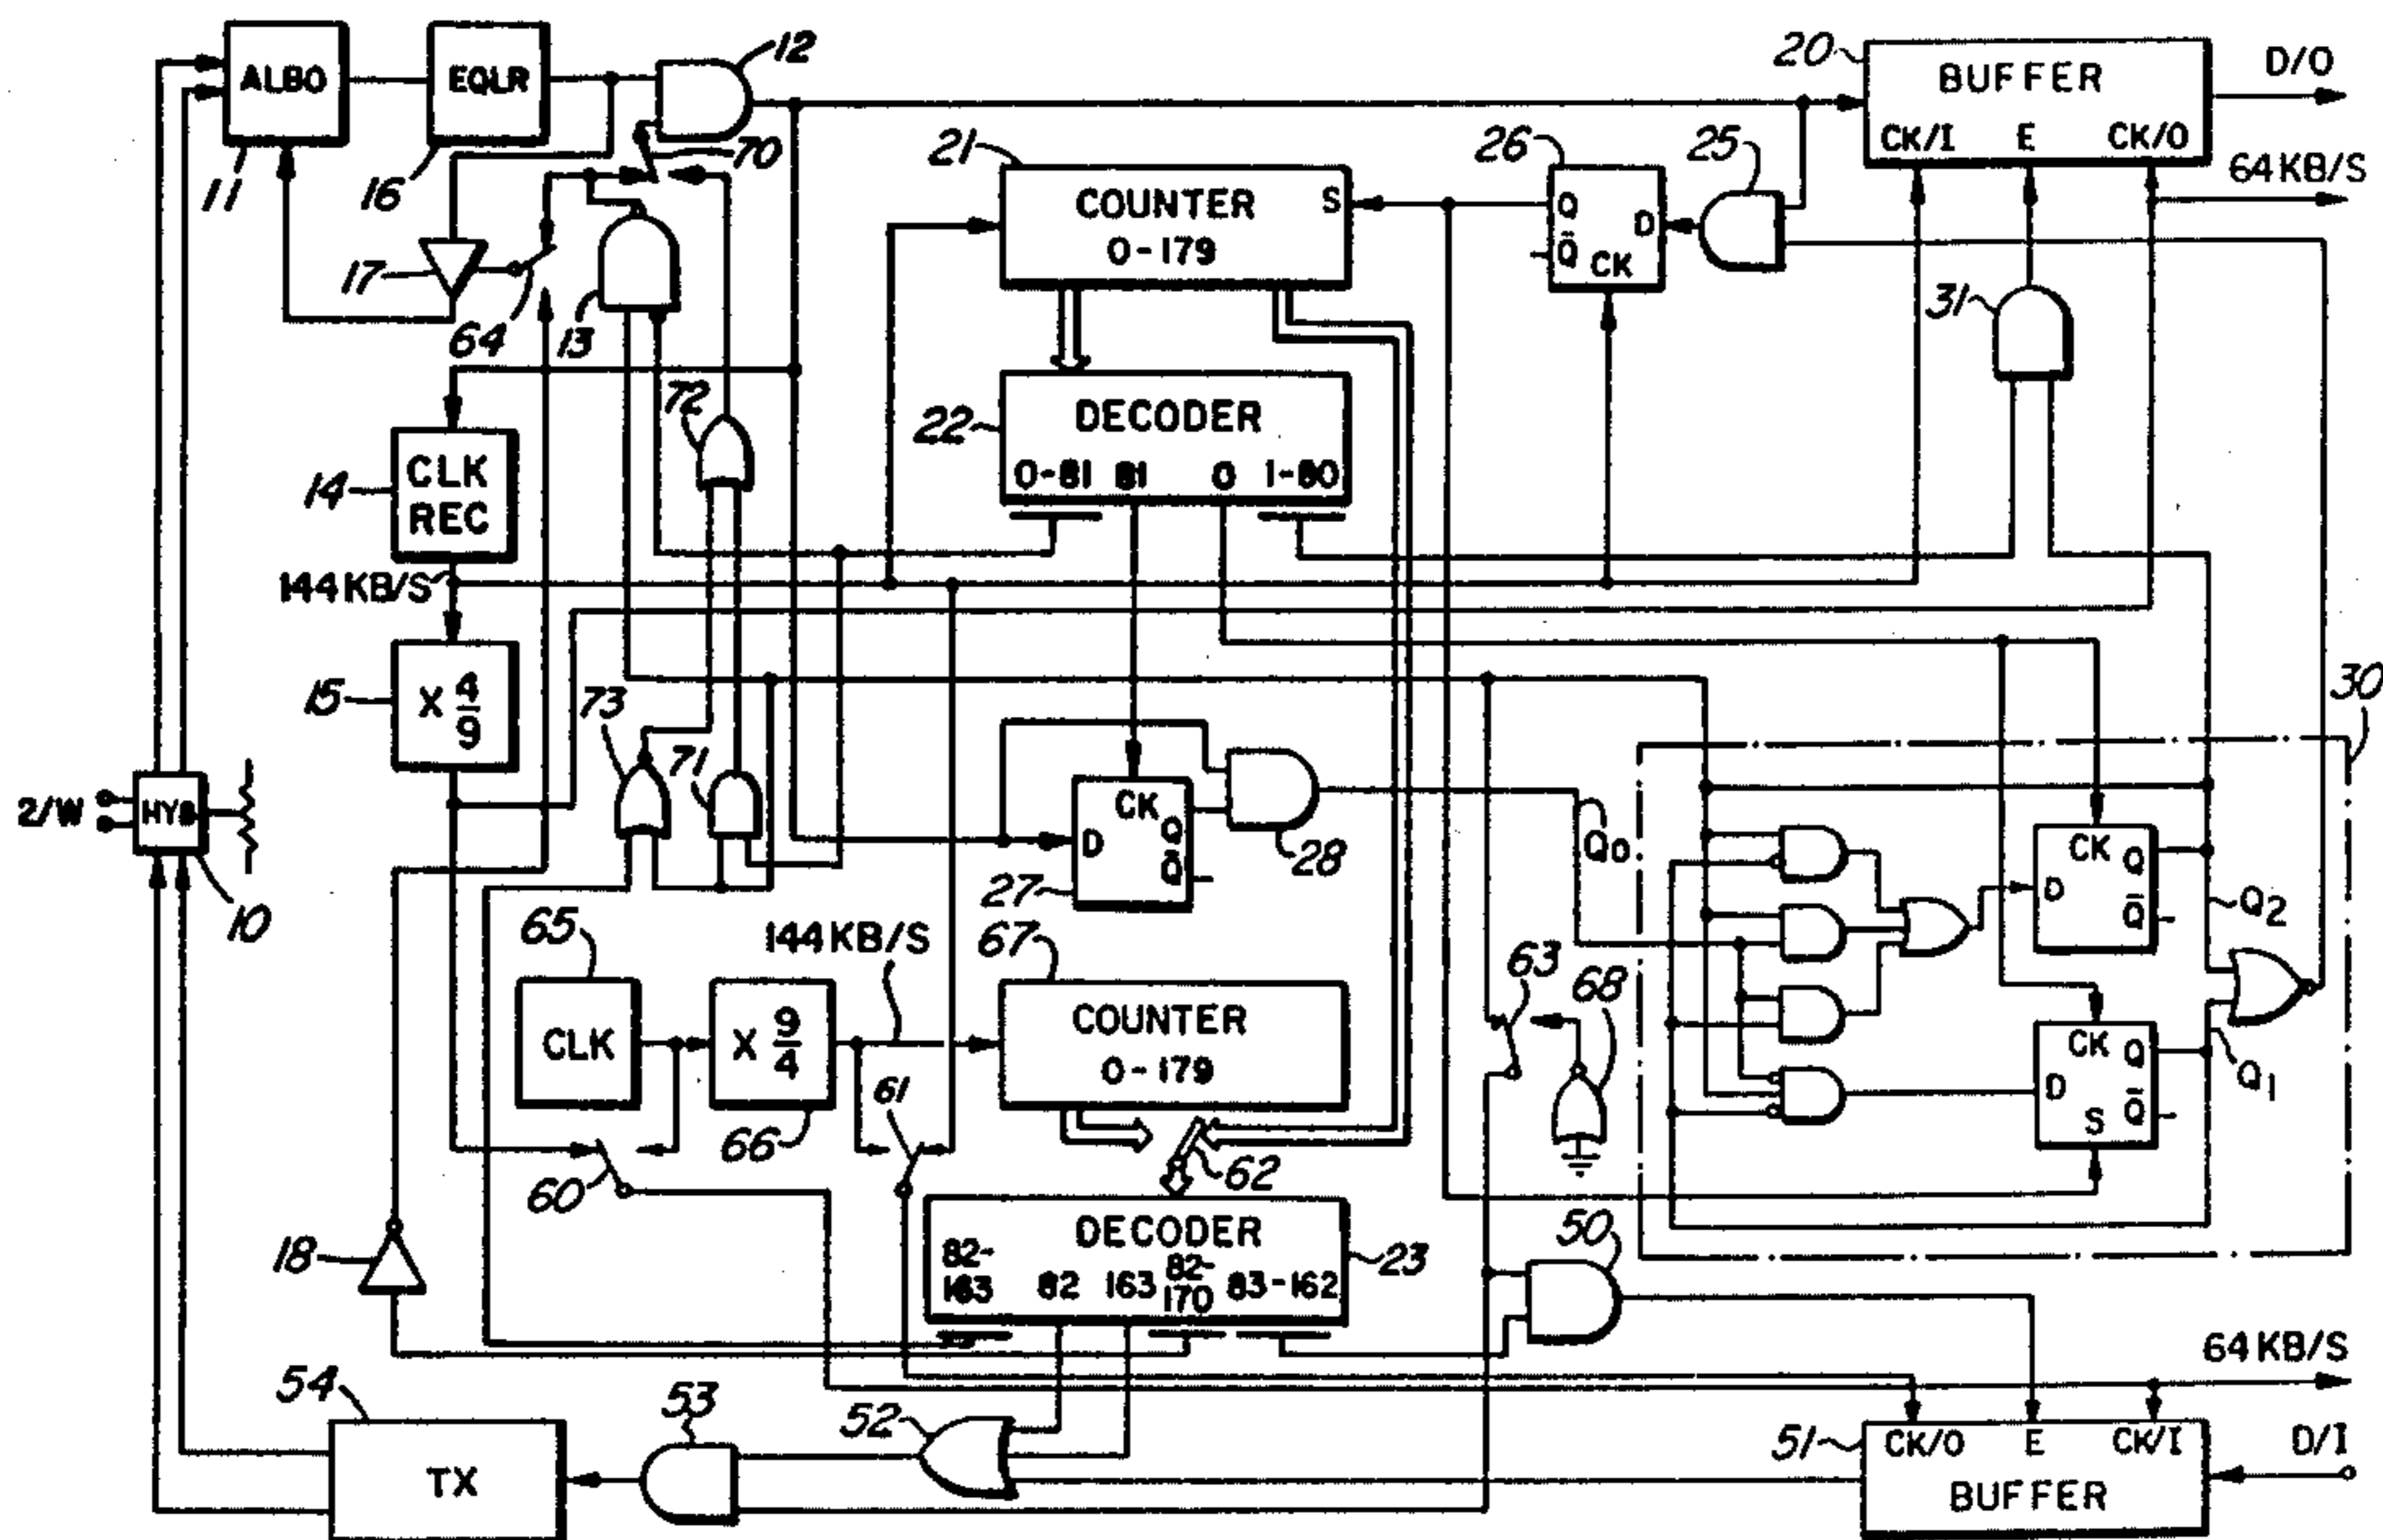 ALBO
11
EQLR
16
12
17
64
13
70
72
14
CLK
REC
144KB/S
15
X 4/9
73
71
2/W
HYB
10
20
BUFFER
CK/I E CK/O
D/O
64KB/S
21
COUNTER
0-179
S
26
Q
Q̄ CK
D
25
31
22
DECODER
0-81 81 0 1-80
30
CK
D Q
Q̄
27
28
Q0
CK
D Q
Q̄
Q2
CK Q
D
S Q̄
Q1
65
CLK
X 9/4
66
144KB/S
67
COUNTER
0-179
60
61
62
63
68
18
DECODER
82-
163 82 163 82-
170 83-162
23
50
64KB/S
54
TX
53
52
51
CK/O E CK/I
BUFFER
D/I